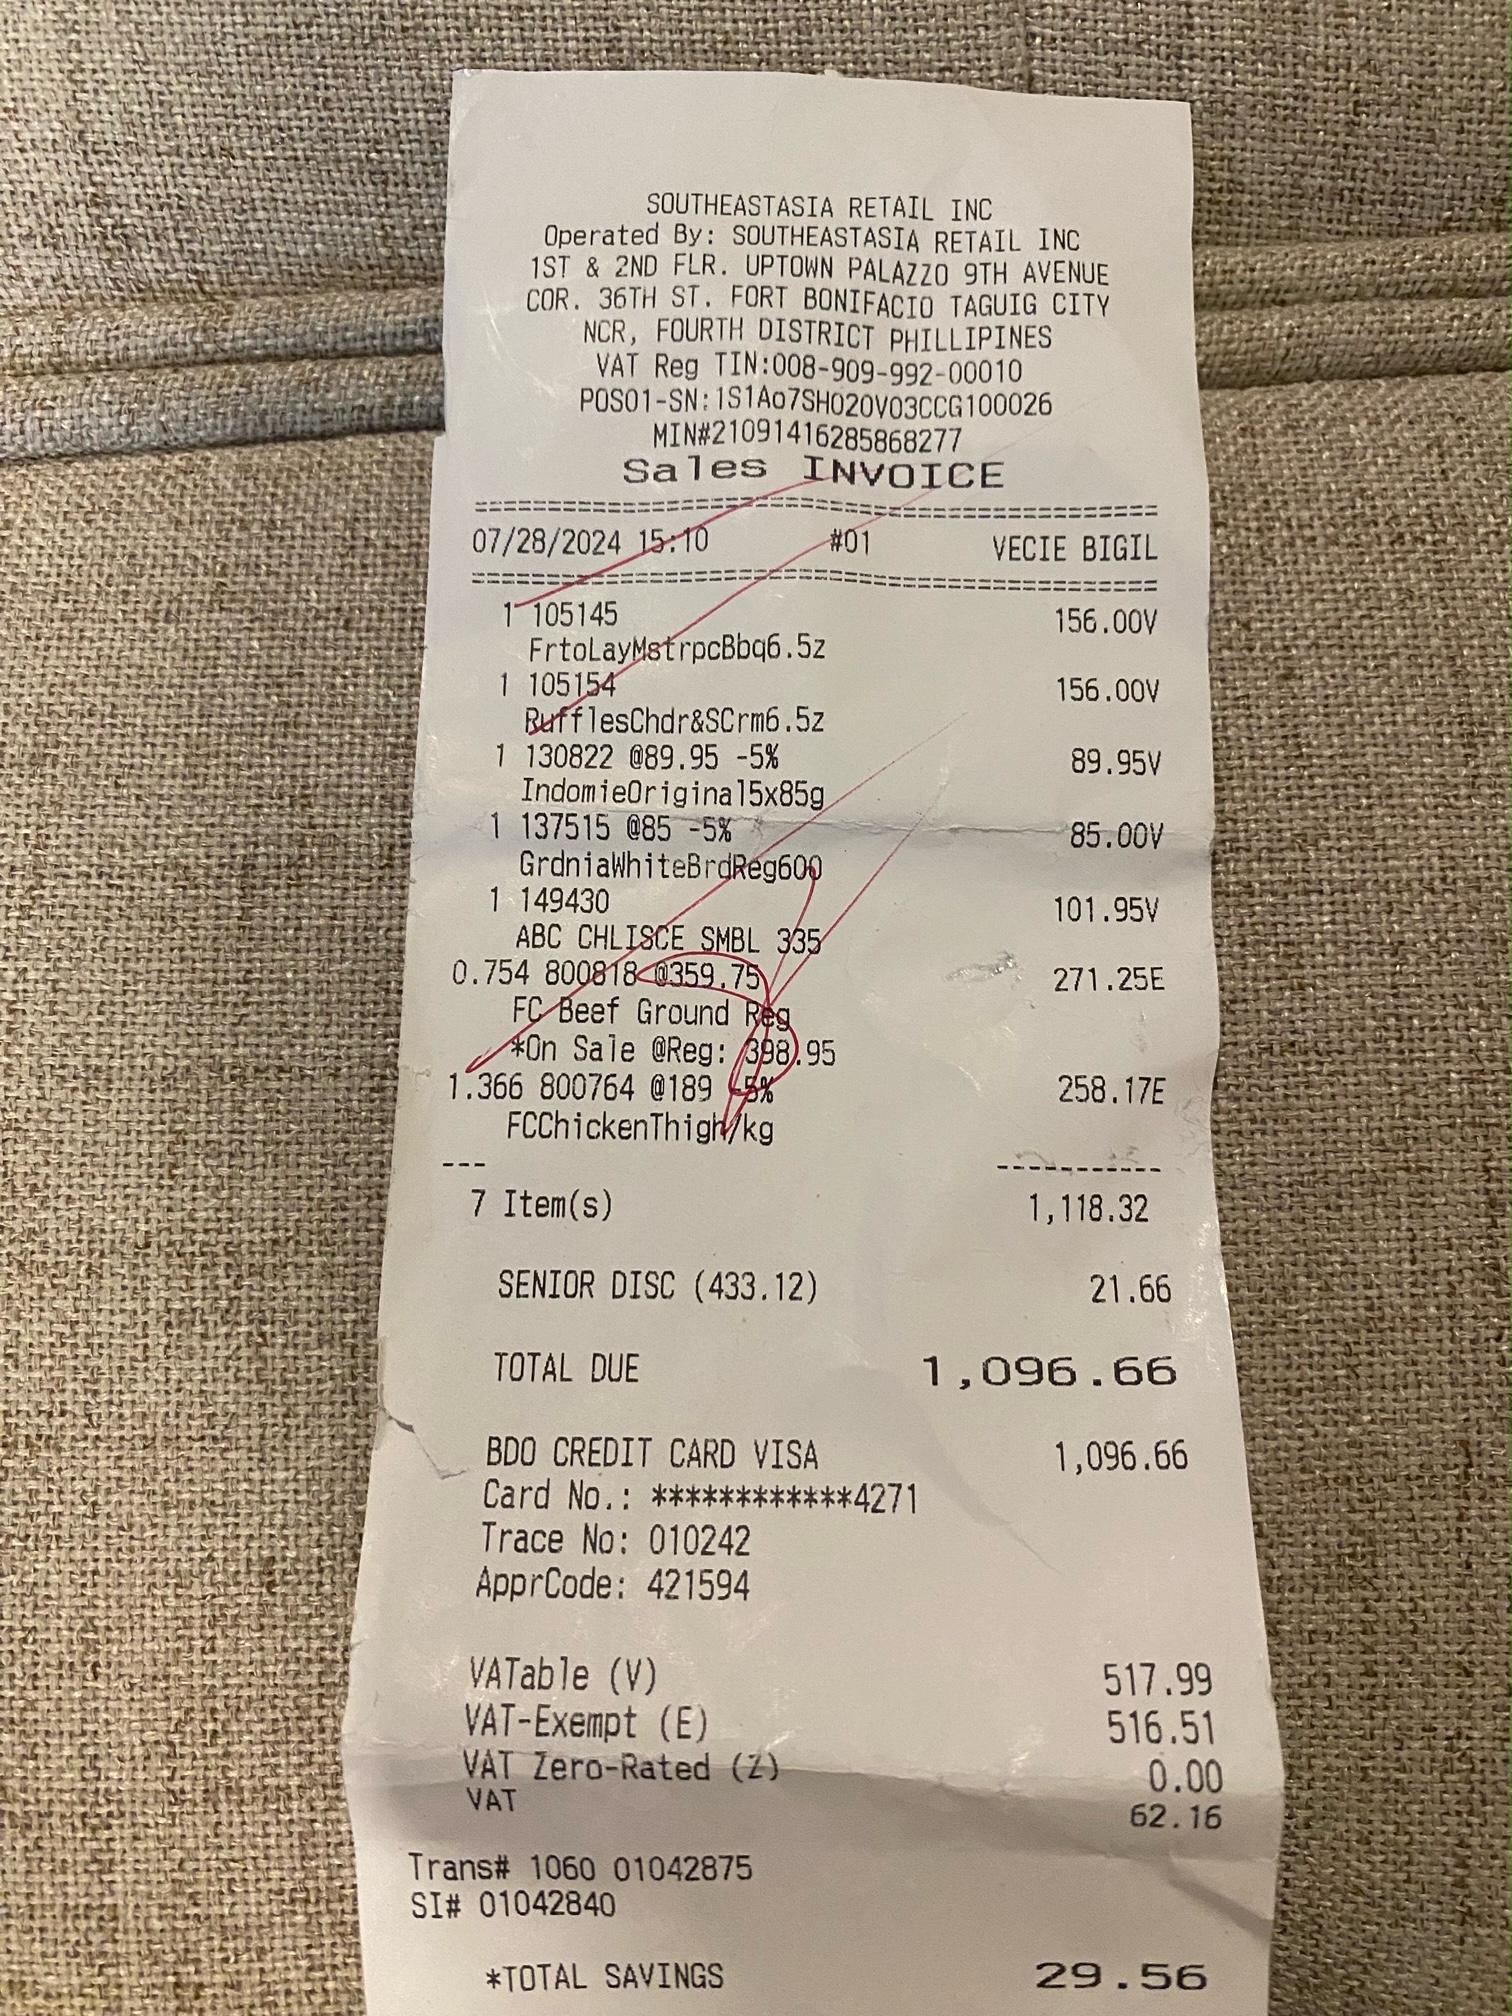 SOUTHEASTASIA RETAIL INC
Operated By: SOUTHEASTASIA RETAIL INC
1ST & 2ND FLR. UPTOWN PALAZZO 9TH AVENUE
COR. 36TH ST. FORT BONIFACIO TAGUIG CITY
NCR, FOURTH DISTRICT PHILLIPINES
VAT Reg TIN:008-909-992-00010
POS01-SN:1S1Ao7SH020V03CCG100026
MIN#21091416285868277
Sales INVOICE
07/28/2024 15:10 #01 VECIE BIGIL
1 105145 156.00V
FrtoLayMstrpcBbq6.5z
1 105154 156.00V
RufflesChdr&SCrm6.5z
1 130822 @89.95 -5% 89.95V
IndomieOriginal5x85g
1 137515 @85 -5% 85.00V
GrdniaWhiteBrdReg600
1 149430 101.95V
ABC CHLISCE SMBL 335
0.754 800818 @359.75 271.25E
FC Beef Ground Reg
*On Sale @Reg: 398.95
1.366 800764 @189 -5% 258.17E
FCChickenThigh/kg
7 Item(s) 1,118.32
SENIOR DISC (433.12) 21.66
TOTAL DUE 1,096.66
BDO CREDIT CARD VISA 1,096.66
Card No.: ************4271
Trace No: 010242
ApprCode: 421594
VATable (V) 517.99
VAT-Exempt (E) 516.51
VAT Zero-Rated (Z) 0.00
VAT 62.16
Trans# 1060 01042875
SI# 01042840
*TOTAL SAVINGS 29.56